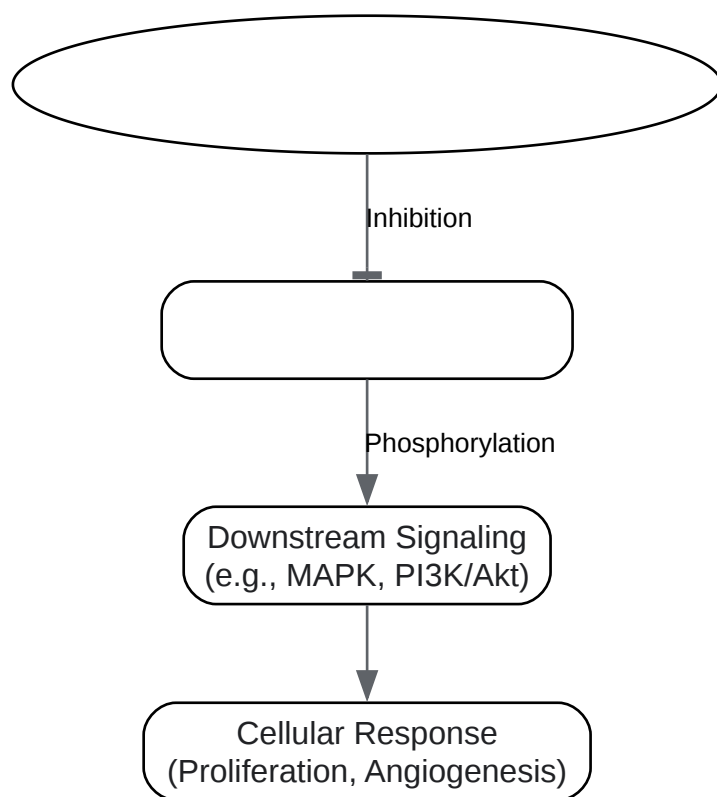 Inhibition
Phosphorylation
Downstream Signaling
(e.g., MAPK, PI3K/Akt)
Cellular Response
(Proliferation, Angiogenesis)